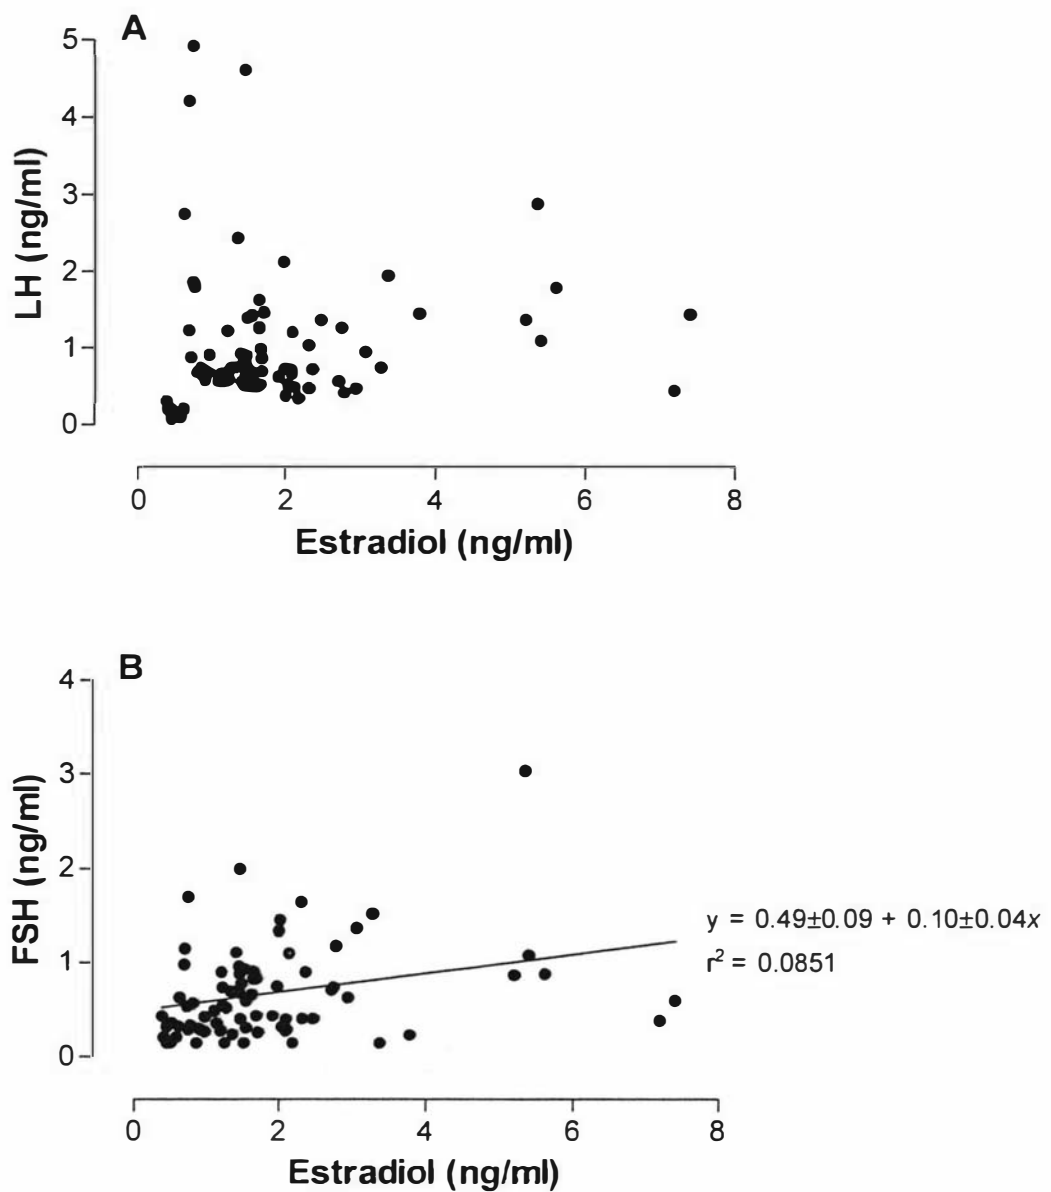 A
5
4
3
2
1
0
LH (ng/ml)
0 2 4 6 8
Estradiol (ng/ml)
B
4
3
2
1
0
FSH (ng/ml)
y = 0.49±0.09 + 0.10±0.04x
r² = 0.0851
0 2 4 6 8
Estradiol (ng/ml)